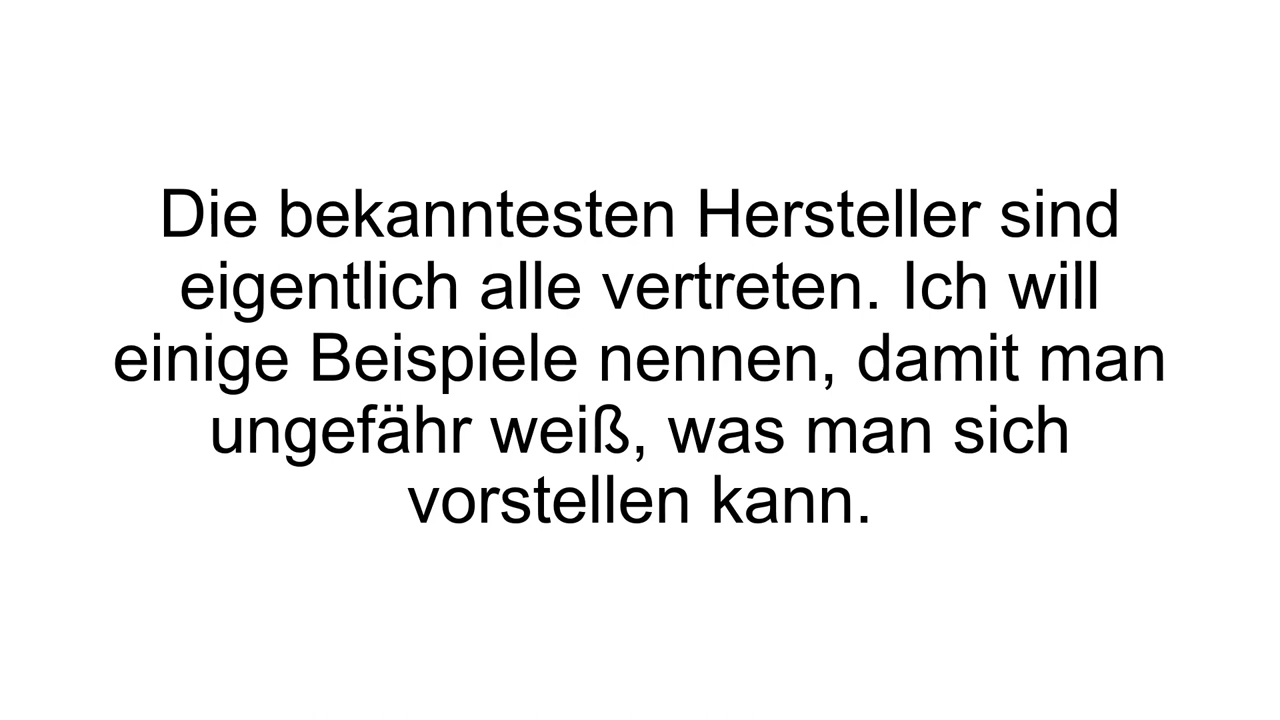 Die bekanntesten Hersteller sind
eigentlich alle vertreten. Ich will
einige Beispiele nennen, damit man
ungefähr weiß, was man sich
vorstellen kann.